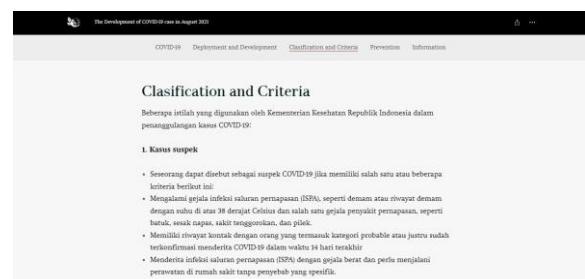 The Development of COVID-19 case in August 2021
COVID-19 Deployment and Development Clasification and Criteria Prevention Information
Clasification and Criteria
Beberapa istilah yang digunakan oleh Kementerian Kesehatan Republik Indonesia dalam
penanggulangan kasus COVID-19:
1. Kasus suspek
• Seseorang dapat disebut sebagai suspek COVID-19 jika memiliki salah satu atau beberapa
kriteria berikut ini:
• Mengalami gejala infeksi saluran pernapasan (ISPA), seperti demam atau riwayat demam
dengan suhu di atas 38 derajat Celsius dan salah satu gejala penyakit pernapasan, seperti
batuk, sesak napas, sakit tenggorokan, dan pilek.
• Memiliki riwayat kontak dengan orang yang termasuk kategori probable atau justru sudah
terkonfirmasi menderita COVID-19 dalam waktu 14 hari terakhir
• Menderita infeksi saluran pernapasan (ISPA) dengan gejala berat dan perlu menjalani
perawatan di rumah sakit tanpa penyebab yang spesifik.